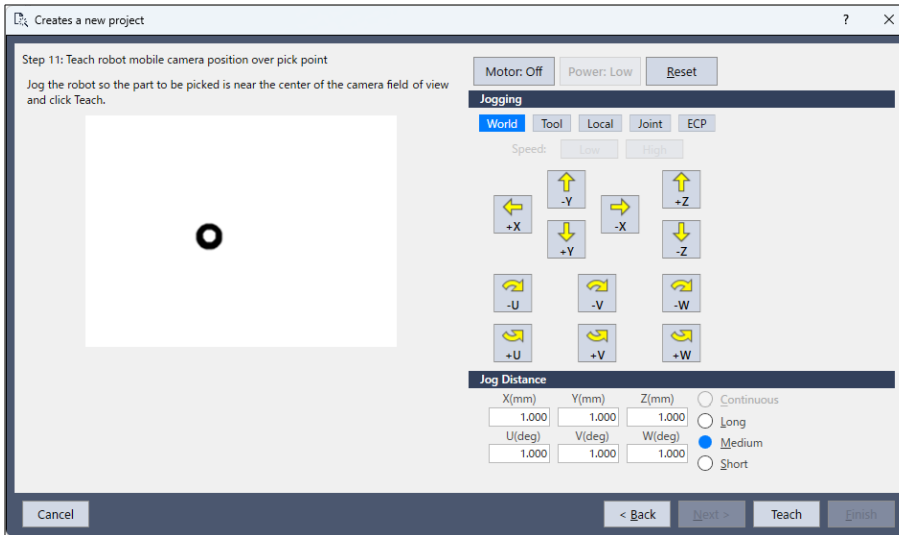 Creates a new project
? ×
Step 11: Teach robot mobile camera position over pick point
Jog the robot so the part to be picked is near the center of the camera field of view
and click Teach.
Motor: Off Power: Low Reset
Jogging
World Tool Local Joint ECP
Speed: Low High
-Y +Z
+X -X
+Y -Z
-U -V -W
+U +V +W
Jog Distance
X(mm) Y(mm) Z(mm) Continuous
1.000 1.000 1.000 Long
U(deg) V(deg) W(deg) Medium
1.000 1.000 1.000 Short
Cancel < Back Next > Teach Finish